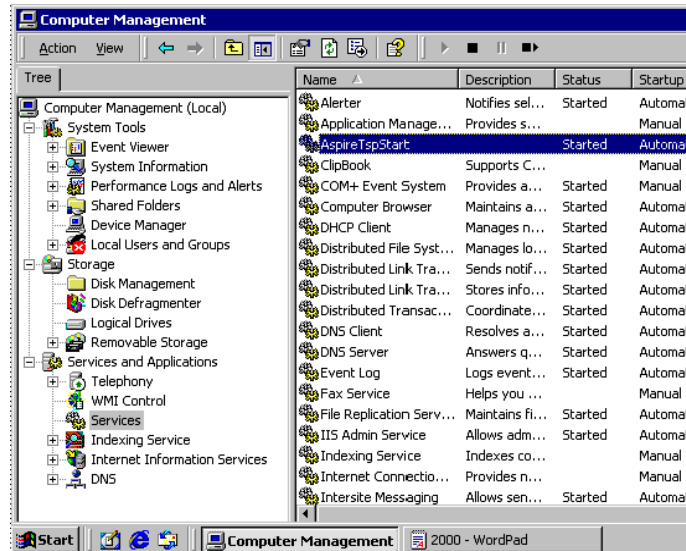 Computer Management
Action View
Tree
Computer Management (Local)
System Tools
Event Viewer
System Information
Performance Logs and Alerts
Shared Folders
Device Manager
Local Users and Groups
Storage
Disk Management
Disk Defragmenter
Logical Drives
Removable Storage
Services and Applications
Telephony
WMI Control
Services
Indexing Service
Internet Information Services
DNS
Name Description Status Startup
Alerter Notifies sel... Started Automa
Application Manage... Provides s... Manual
AspireTspStart Started Automa
ClipBook Supports C... Manual
COM+ Event System Provides a... Started Manual
Computer Browser Maintains a... Started Automa
DHCP Client Manages n... Started Automa
Distributed File Syst... Manages lo... Started Automa
Distributed Link Tra... Sends notif... Started Automa
Distributed Link Tra... Stores info... Started Automa
Distributed Transac... Coordinate... Started Automa
DNS Client Resolves a... Started Automa
DNS Server Answers q... Started Automa
Event Log Logs event... Started Automa
Fax Service Helps you ... Manual
File Replication Serv... Maintains fi... Started Automa
IIS Admin Service Allows adm... Started Automa
Indexing Service Indexes co... Manual
Internet Connectio... Provides n... Manual
Intersite Messaging Allows sen... Started Automa
Start Computer Management 2000 - WordPad